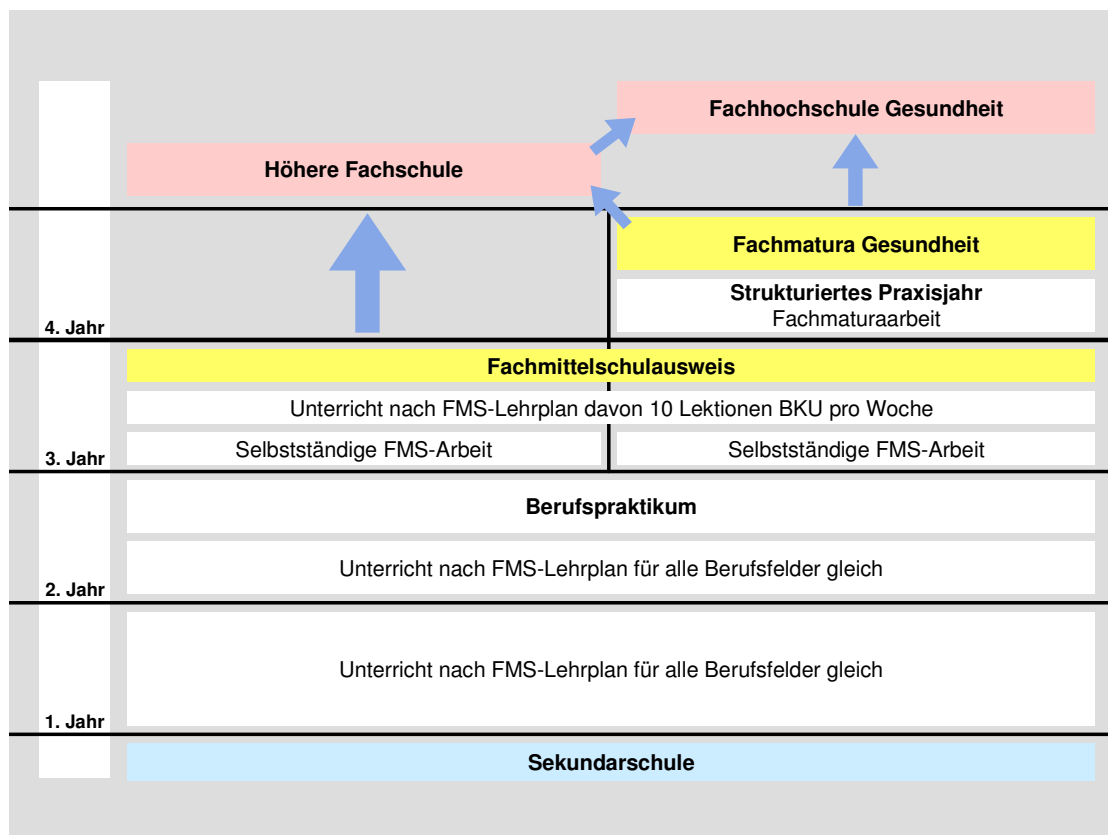 Fachhochschule Gesundheit
Höhere Fachschule
Fachmatura Gesundheit
Strukturiertes Praxisjahr
Fachmaturaarbeit
4. Jahr
Fachmittelschulausweis
Unterricht nach FMS-Lehrplan davon 10 Lektionen BKU pro Woche
Selbstständige FMS-Arbeit
Selbstständige FMS-Arbeit
3. Jahr
Berufspraktikum
Unterricht nach FMS-Lehrplan für alle Berufsfelder gleich
2. Jahr
Unterricht nach FMS-Lehrplan für alle Berufsfelder gleich
1. Jahr
Sekundarschule